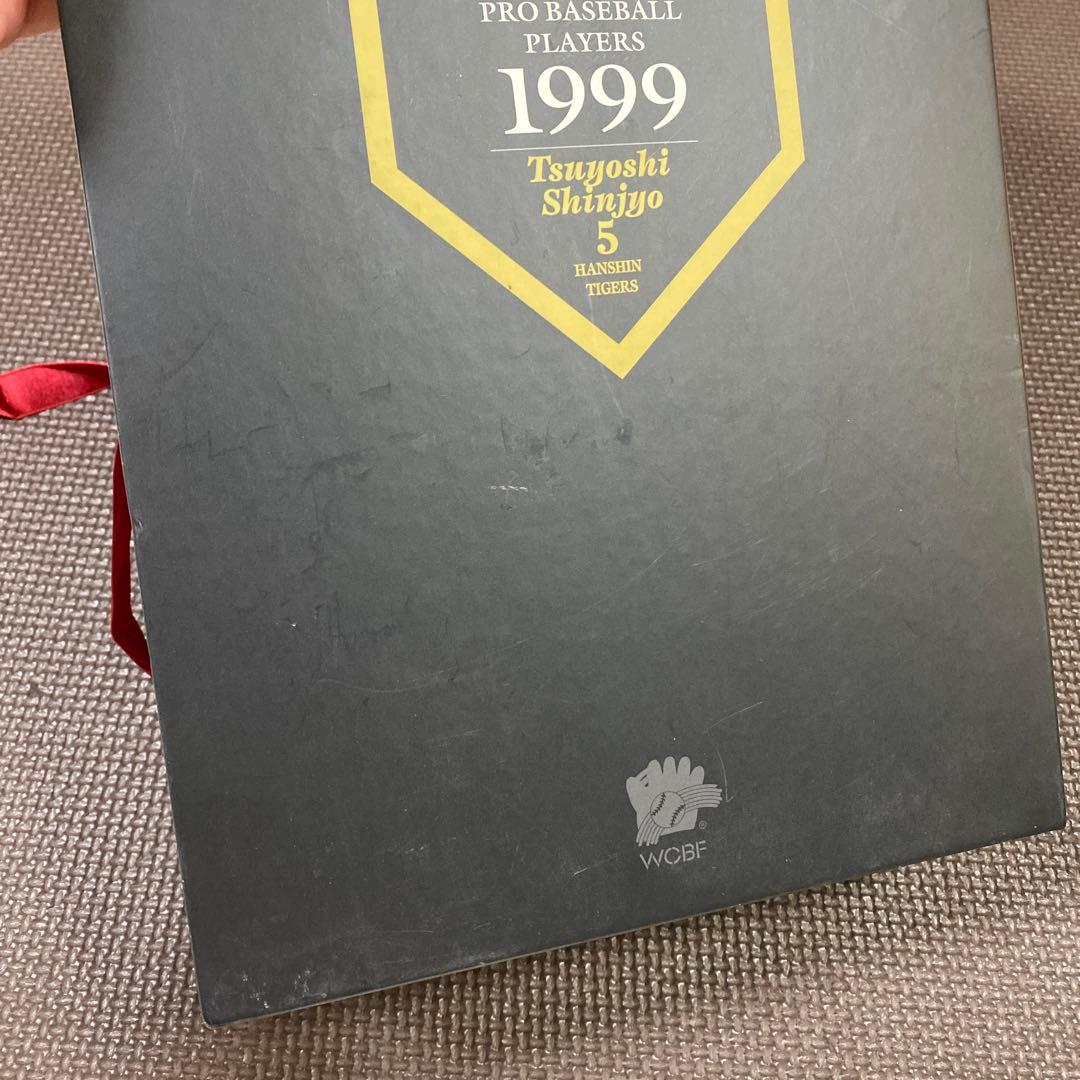 PRO BASEBALL
PLAYERS
1999
Tsuyoshi
Shinjyo
5
HANSHIN
TIGERS
®
WCBF